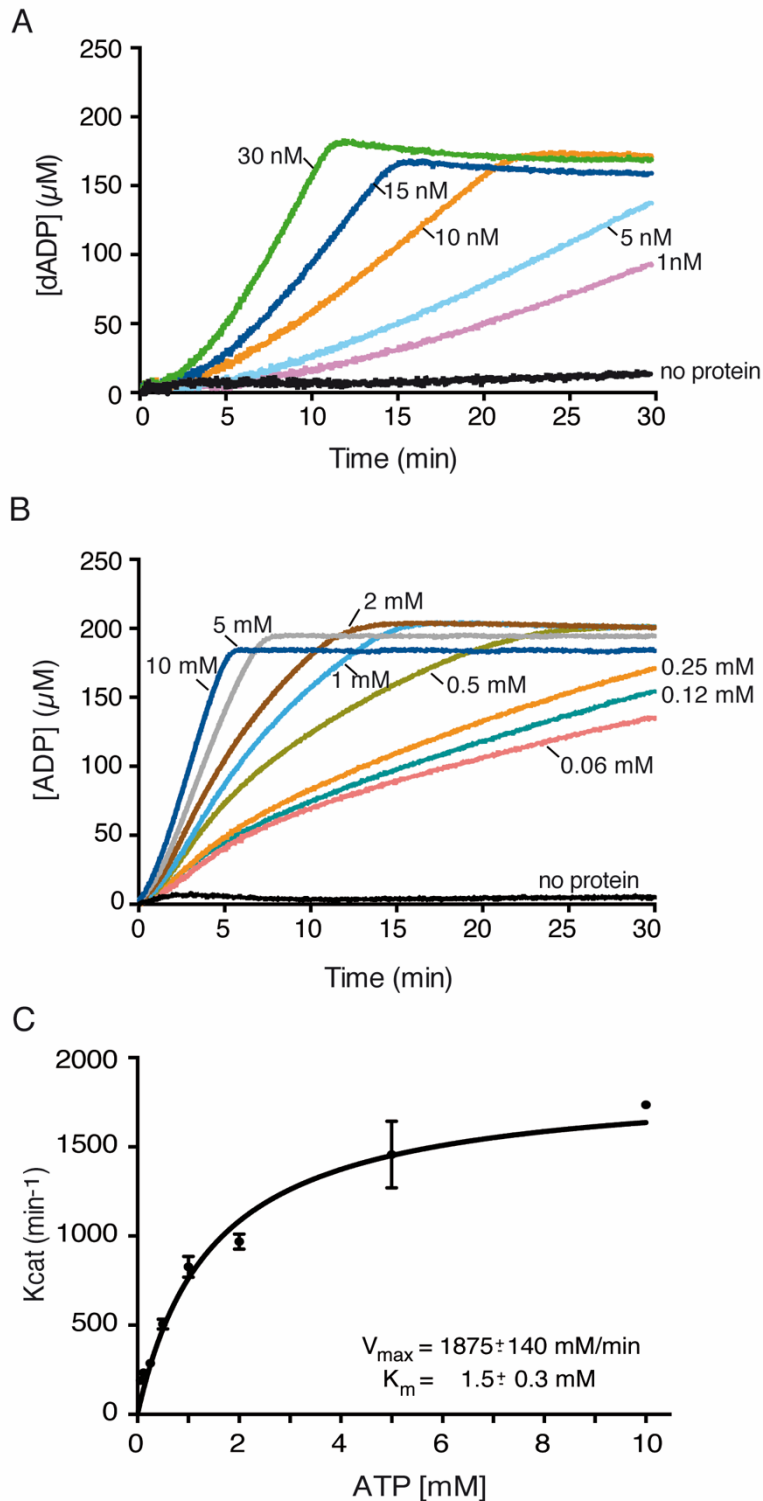 A
250
200
150
100
50
0
[dADP] (µM)
30 nM
15 nM
10 nM
5 nM
1nM
no protein
0 5 10 15 20 25 30
Time (min)
B
250
200
150
100
50
0
[ADP] (µM)
10 mM
5 mM
2 mM
1 mM
0.5 mM
0.25 mM
0.12 mM
0.06 mM
no protein
0 5 10 15 20 25 30
Time (min)
C
2000
1500
1000
500
0
Kcat (min-1)
Vmax = 1875± 140 mM/min
Km = 1.5± 0.3 mM
0 2 4 6 8 10
ATP [mM]